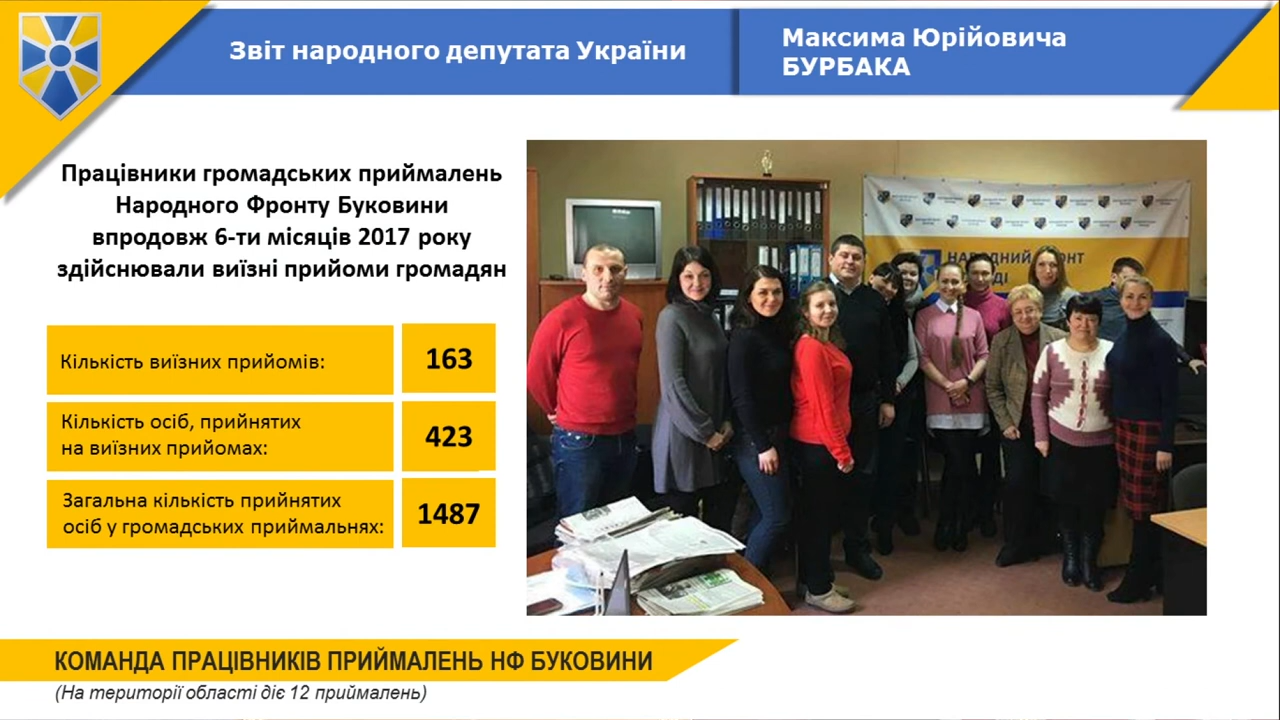 Звіт народного депутата України
Максима Юрійовича
БУРБАКА
Працівники громадських приймалень
Народного Фронту Буковини
впродовж 6-ти місяців 2017 року
здійснювали виїзні прийоми громадян
Кількість виїзних прийомів:
163
Кількість осіб, прийнятих
на виїзних прийомах:
423
Загальна кількість прийнятих
осіб у громадських приймальнях:
1487
НАРОДНИЙ
КОМАНДА ПРАЦІВНИКІВ ПРИЙМАЛЕНЬ НФ БУКОВИНИ
(На території області діє 12 приймалень)